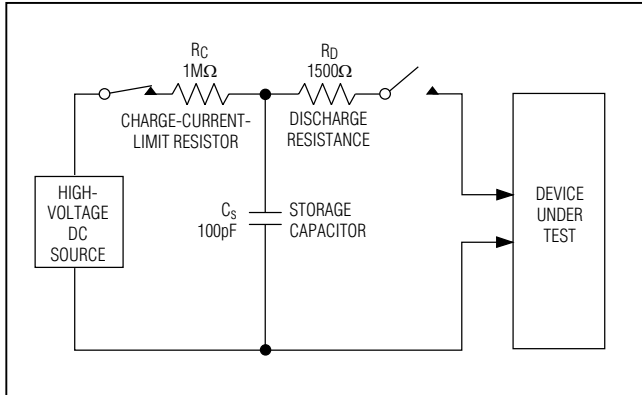 RC
1MΩ
CHARGE-CURRENT-
LIMIT RESISTOR
RD
1500Ω
DISCHARGE
RESISTANCE
HIGH-
VOLTAGE
DC
SOURCE
Cs
100pF
STORAGE
CAPACITOR
DEVICE
UNDER
TEST